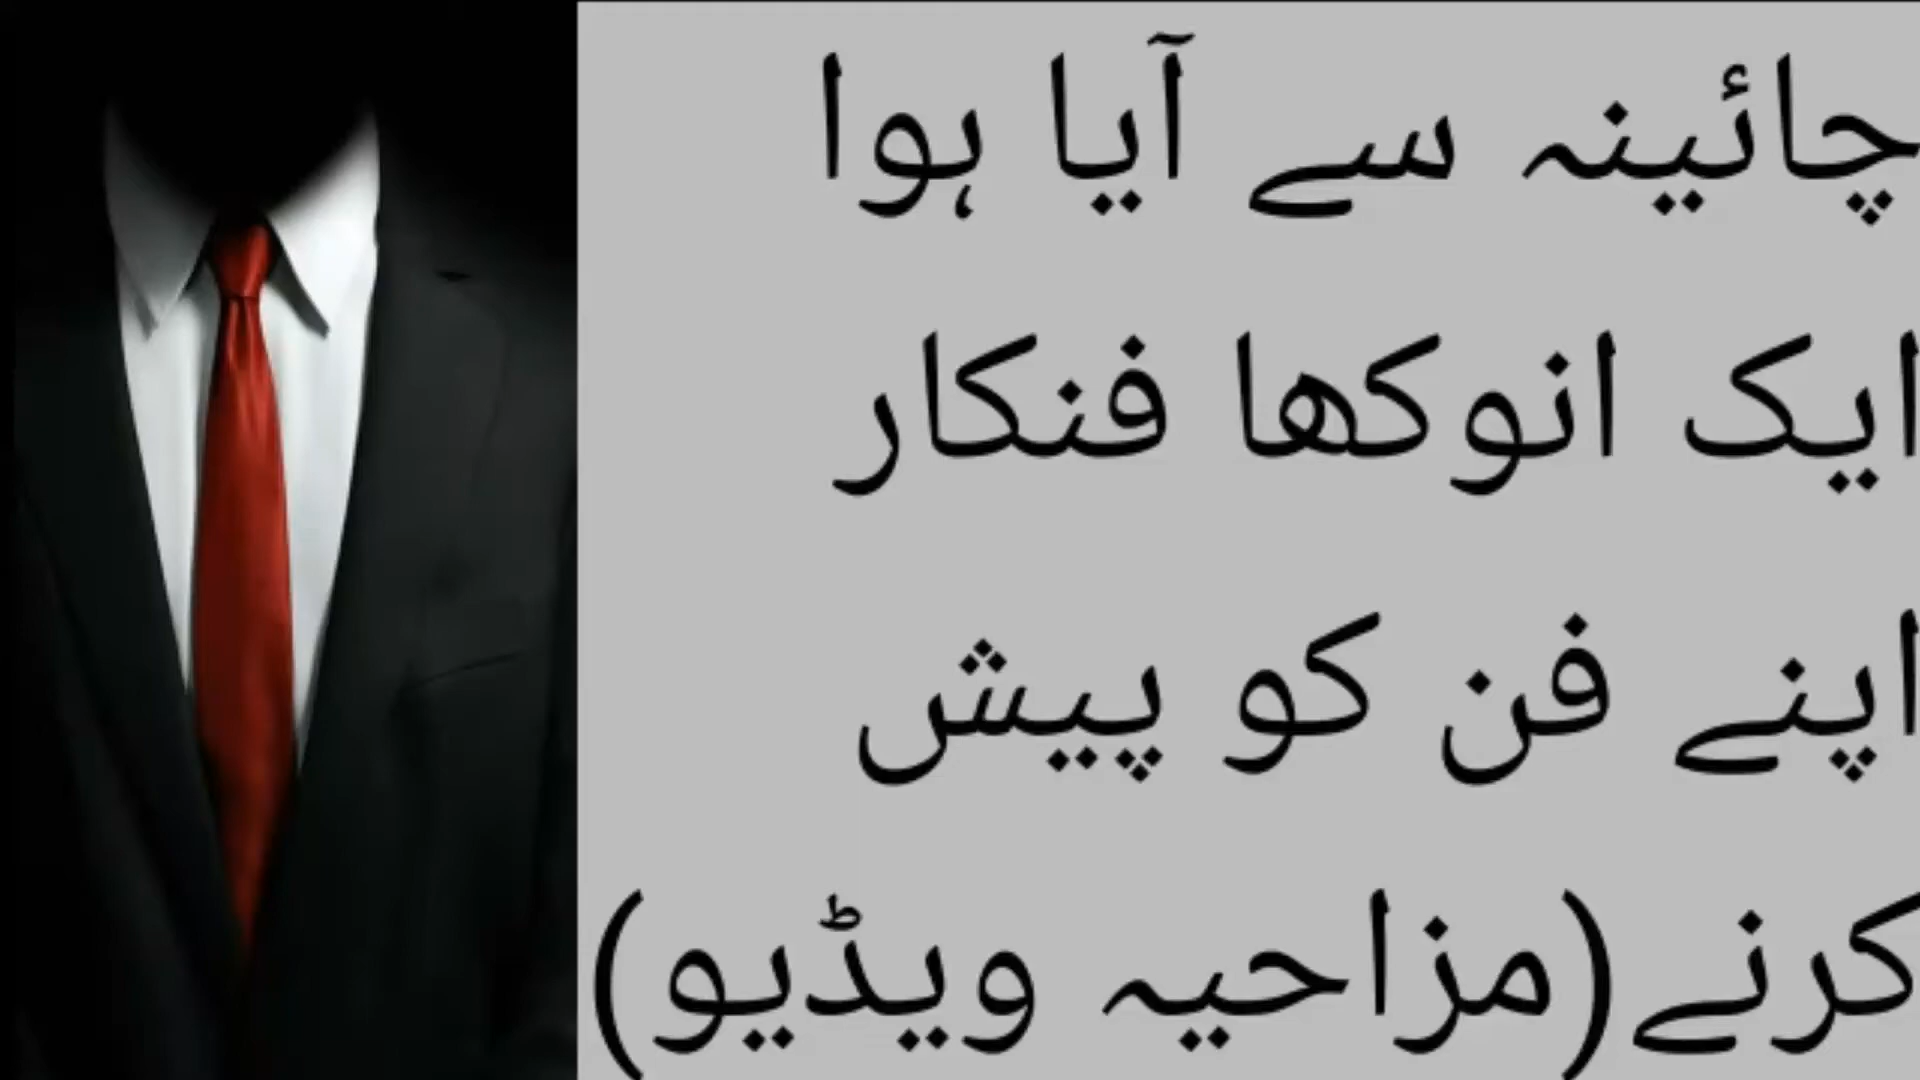 چائینہ سے آیا ہوا
ایک انوکھا فنکار
اپنے فن کو پیش
کرنے(مزاحیہ ویڈیو)